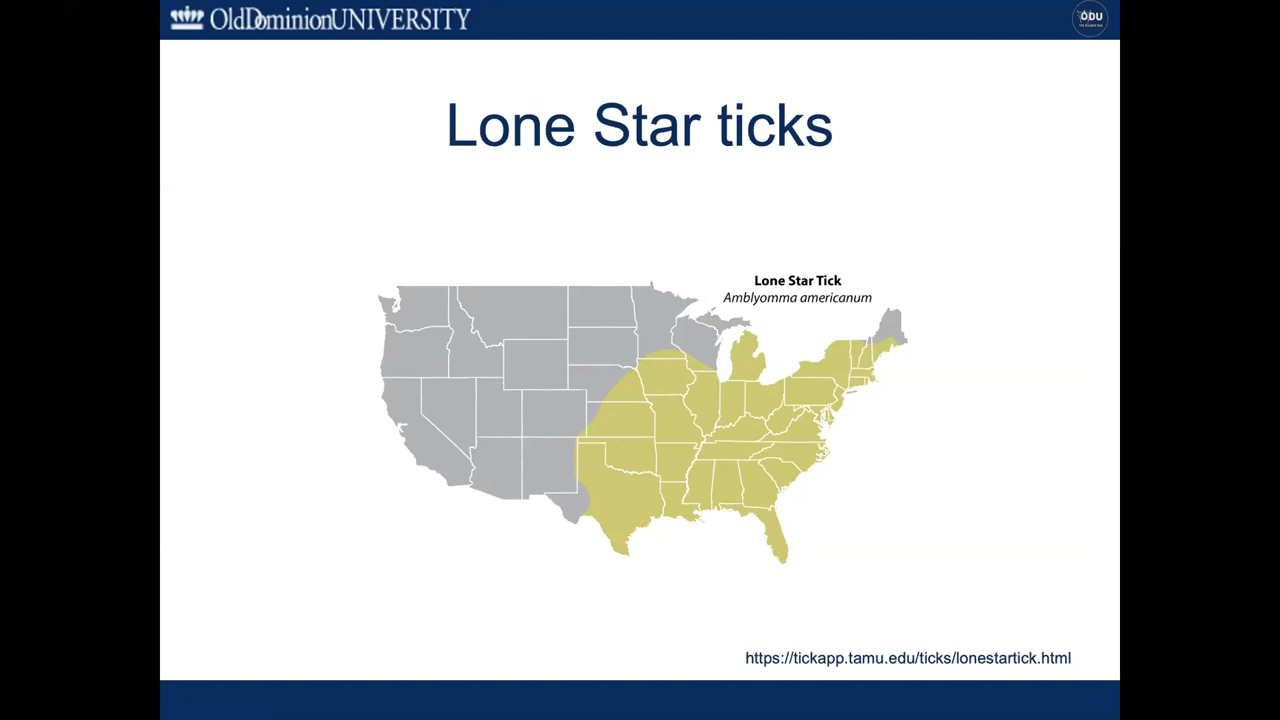 OldDominionUNIVERSITY
ODU
Lone Star ticks
Lone Star Tick
Amblyomma americanum
https://tickapp.tamu.edu/ticks/lonestartick.html